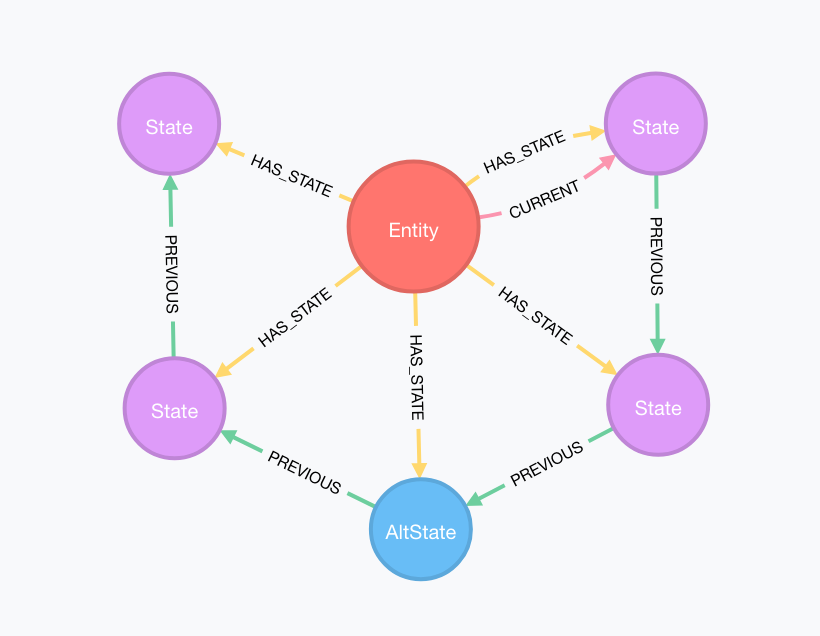 State
State
HAS_STATE
HAS_STATE
CURRENT
Entity
PREVIOUS
PREVIOUS
HAS_STATE
HAS_STATE
HAS_STATE
State
State
PREVIOUS
PREVIOUS
AltState